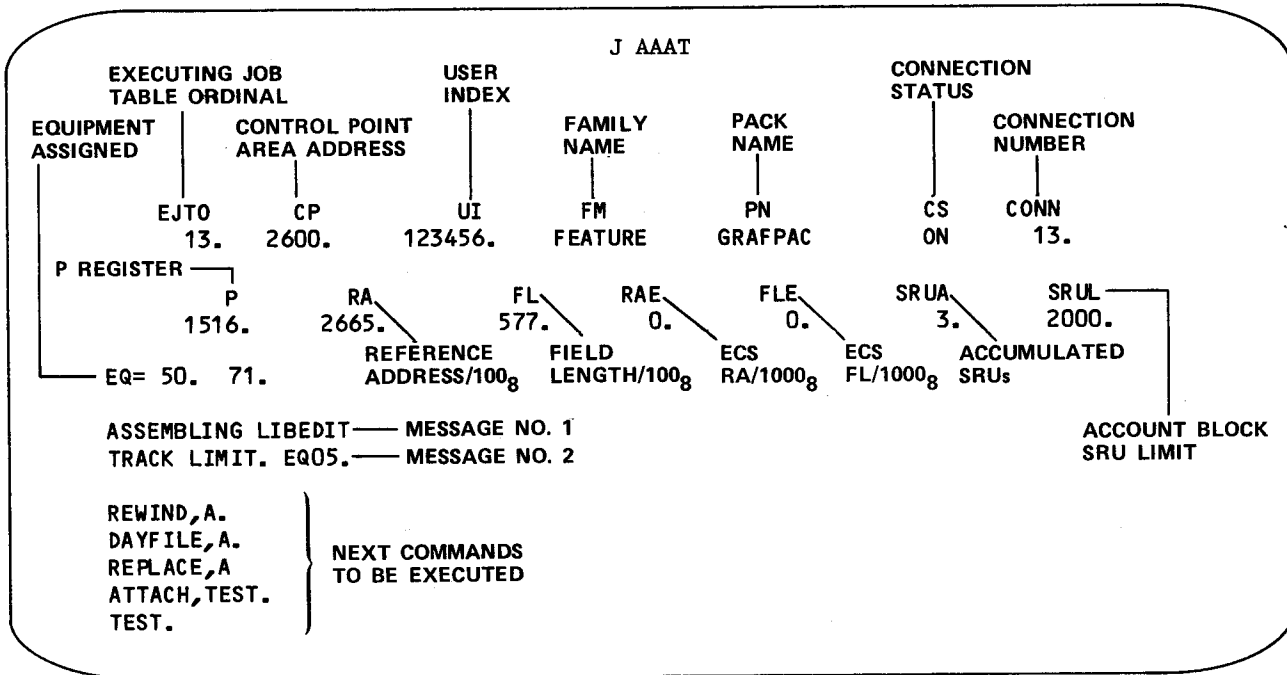 J AAAT
EXECUTING JOB
TABLE ORDINAL
USER
INDEX
CONNECTION
STATUS
EQUIPMENT
ASSIGNED
CONTROL POINT
AREA ADDRESS
FAMILY
NAME
PACK
NAME
CONNECTION
NUMBER
EJTO CP UI FM PN CS CONN
13. 2600. 123456. FEATURE GRAFPAC ON 13.
P REGISTER
P RA FL RAE FLE SRUA SRUL
1516. 2665. 577. 0. 0. 3. 2000.
REFERENCE
ADDRESS/100₈
FIELD
LENGTH/100₈
ECS
RA/1000₈
ECS
FL/1000₈
ACCUMULATED
SRUs
EQ= 50. 71.
ASSEMBLING LIBEDIT MESSAGE NO. 1
TRACK LIMIT. EQ05. MESSAGE NO. 2
ACCOUNT BLOCK
SRU LIMIT
REWIND,A.
DAYFILE,A.
REPLACE,A
ATTACH,TEST.
TEST.
NEXT COMMANDS
TO BE EXECUTED